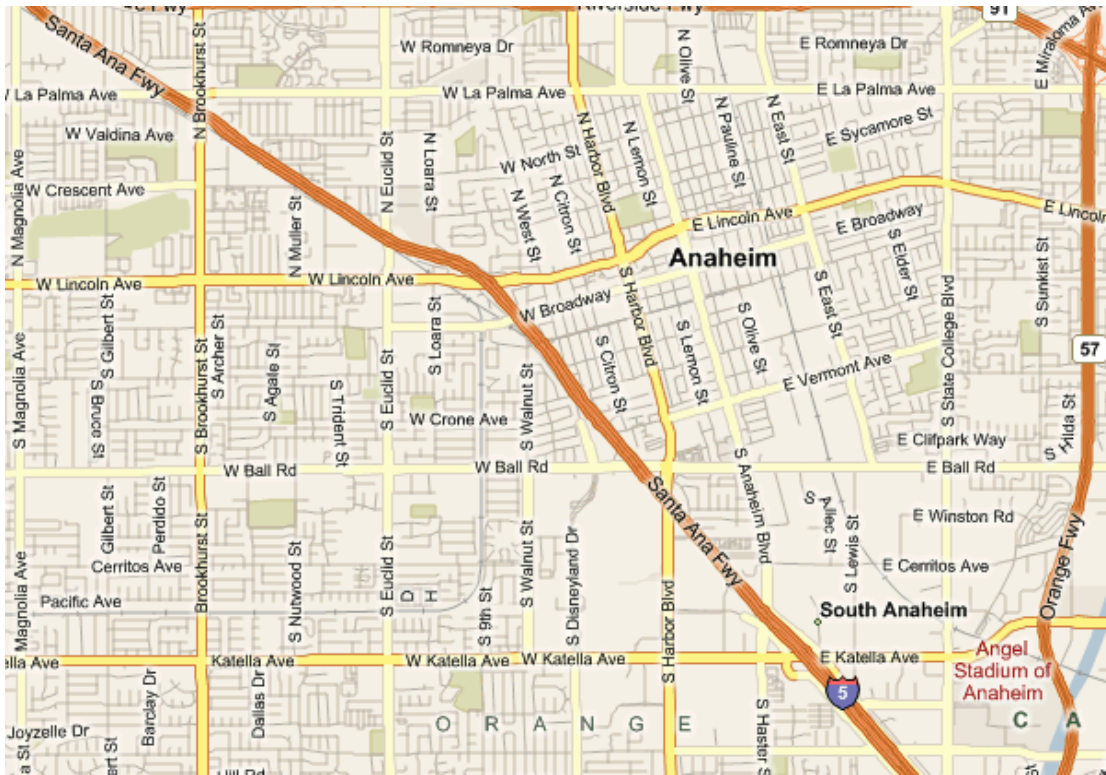 Riverside Fwy
91
Santa Ana Fwy
W Romneya Dr
N Olive St
E Romneya Dr
E Miraloma Ave
W La Palma Ave
W La Palma Ave
E La Palma Ave
N Brookhurst St
W Valdina Ave
N Euclid St
N Loara St
N Harbor Blvd
N Lemon St
N Pauline St
N East St
E Sycamore St
W North St
N Magnolia Ave
W Crescent Ave
N Muller St
N West St
N Citron St
E Lincoln Ave
E Broadway
E Lincoln
S Elder St
Anaheim
W Lincoln Ave
W Lincoln Ave
S Harbor Blvd
S East St
S Sunkist St
W Broadway
S State College Blvd
S Gilbert St
S Archer St
S Loara St
S Olive St
57
S Magnolia Ave
S Bruce St
S Brookhurst St
S Agate St
S Trident St
S Euclid St
S Citron St
S Lemon St
E Vermont Ave
W Crone Ave
S Walnut St
S Hilda St
E Clifpark Way
W Ball Rd
W Ball Rd
S Anaheim Blvd
E Ball Rd
Santa Ana Fwy
Gilbert St
Perdido St
S Allec St
E Winston Rd
Brookhurst St
S Nutwood St
S Euclid St
S Walnut St
S Disneyland Dr
S Lewis St
Magnolia Ave
Cerritos Ave
E Cerritos Ave
Orange Fwy
Pacific Ave
D H
S 9th St
S Harbor Blvd
South Anaheim
Katella Ave
W Katella Ave
W Katella Ave
E Katella Ave
Angel
Stadium of
Anaheim
5
Barclay Dr
Dallas Dr
S Haster St
Joyzelle Dr
O R A N G E
C A